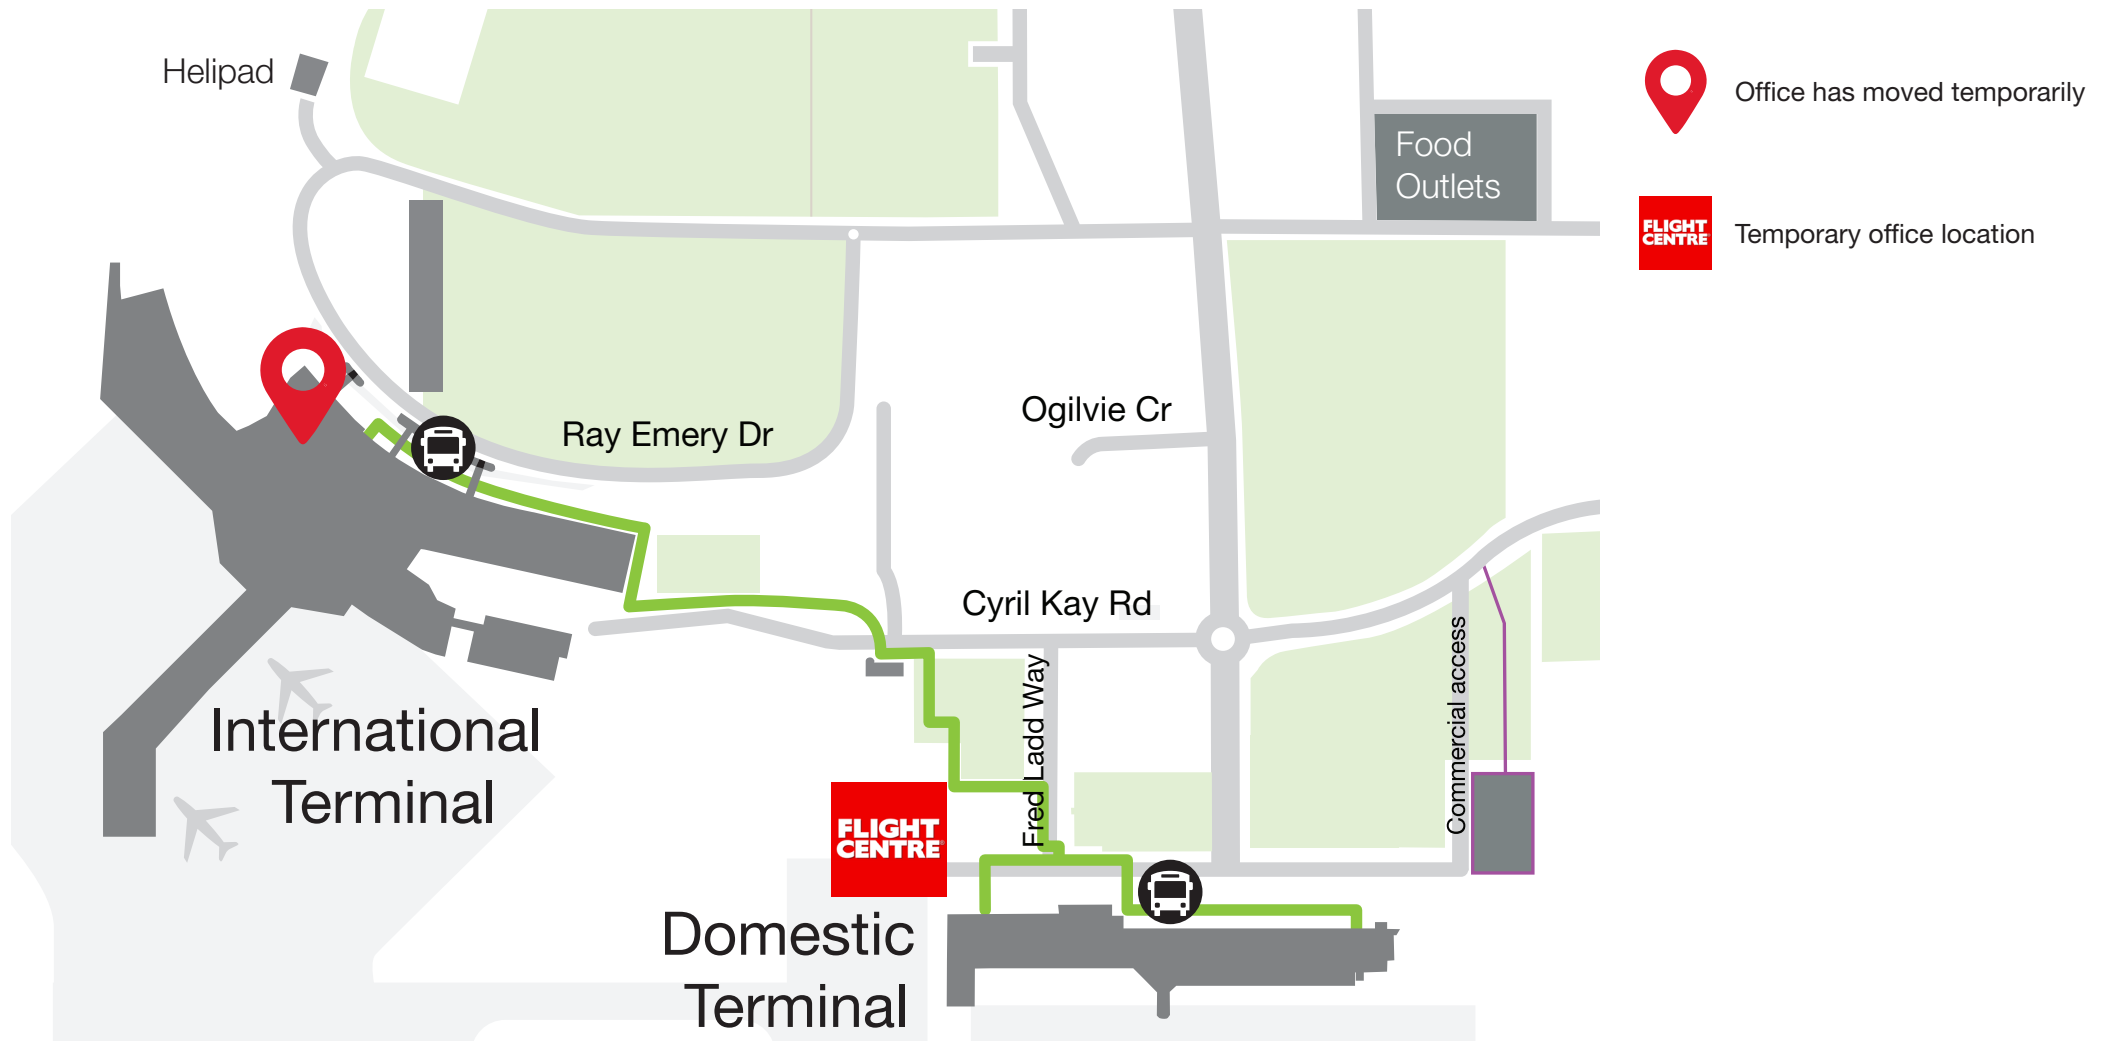 Helipad
Office has moved temporarily
Food
Outlets
FLIGHT
CENTRE
Temporary office location
Ogilvie Cr
Ray Emery Dr
Cyril Kay Rd
Fred Ladd Way
Commercial access
International
Terminal
FLIGHT
CENTRE
Domestic
Terminal